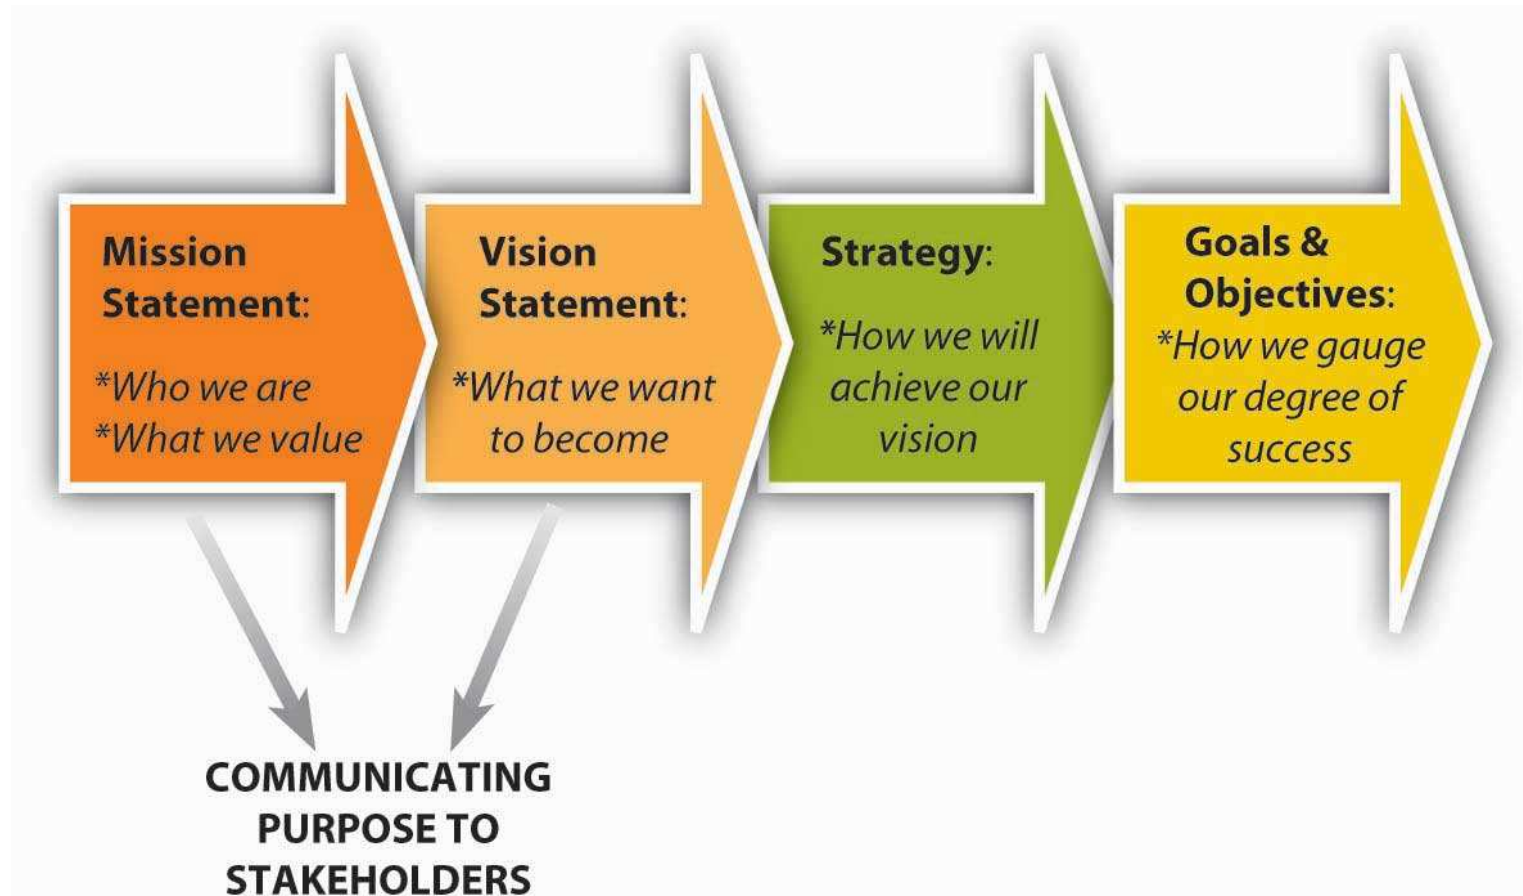 Mission
Statement:
*Who we are
*What we value
Vision
Statement:
*What we want
to become
Strategy:
*How we will
achieve our
vision
Goals &
Objectives:
*How we gauge
our degree of
success
COMMUNICATING
PURPOSE TO
STAKEHOLDERS